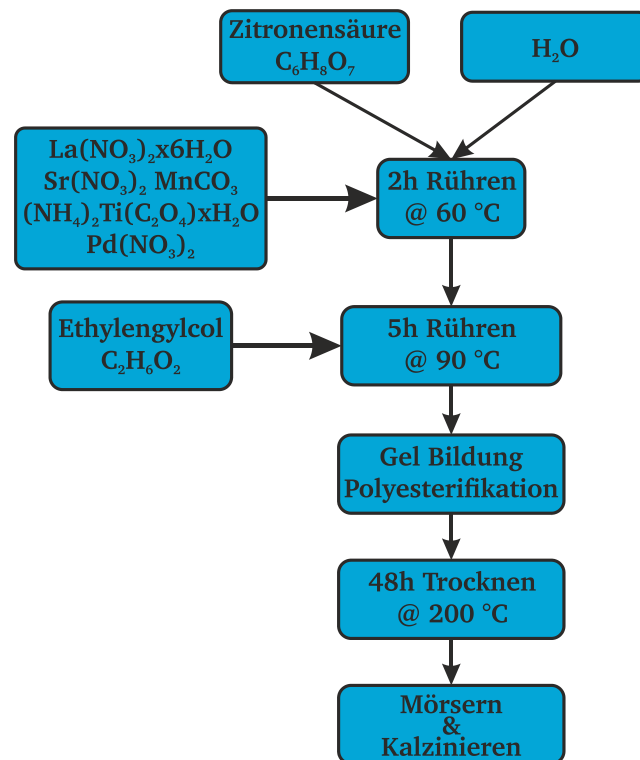 Zitronensäure
C₆H₈O₇
H₂O
La(NO₃)₂x6H₂O
Sr(NO₃)₂ MnCO₃
(NH₄)₂Ti(C₂O₄)xH₂O
Pd(NO₃)₂
2h Rühren
@ 60 °C
Ethylengylcol
C₂H₆O₂
5h Rühren
@ 90 °C
Gel Bildung
Polyesterifikation
48h Trocknen
@ 200 °C
Mörsern
&
Kalzinieren